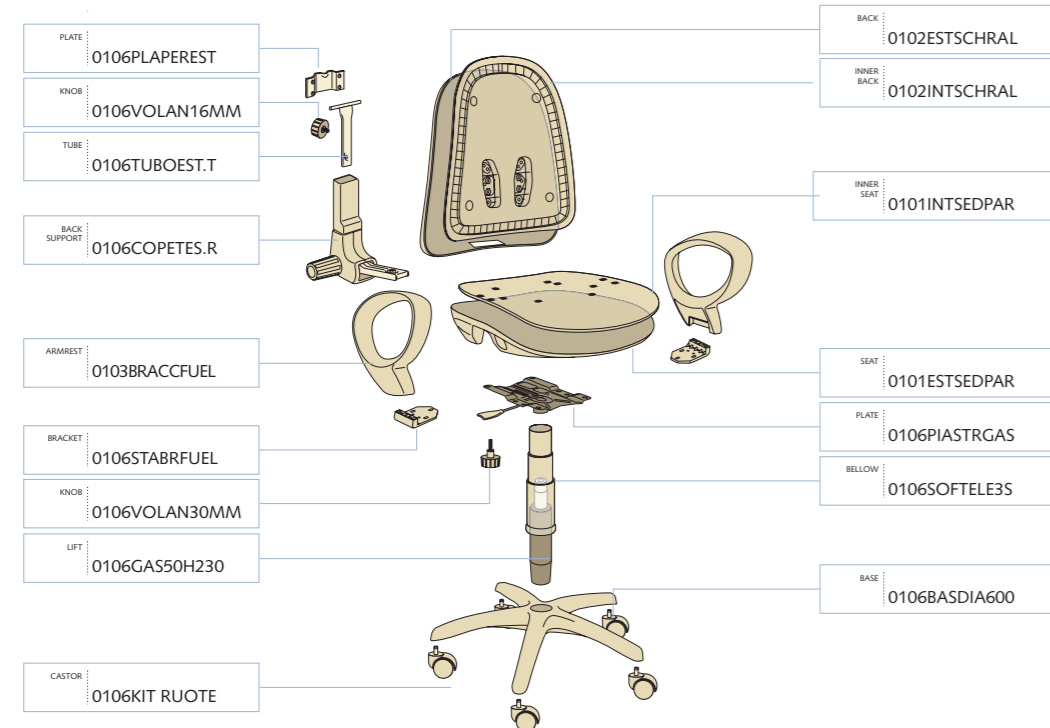 PLATE
0106PLAPEREST
KNOB
0106VOLAN16MM
TUBE
0106TUBOEST.T
BACK
SUPPORT
0106COPETES.R
ARMREST
0103BRACCFUEL
BRACKET
0106STABRFUEL
KNOB
0106VOLAN30MM
LIFT
0106GAS50H230
CASTOR
0106KIT RUOTE
BACK
0102ESTSCHRAL
INNER
BACK
0102INTSCHRAL
INNER
SEAT
0101INTSEDPAR
SEAT
0101ESTSEDPAR
PLATE
0106PIASTRGAS
BELLOW
0106SOFTELE3S
BASE
0106BASDIA600